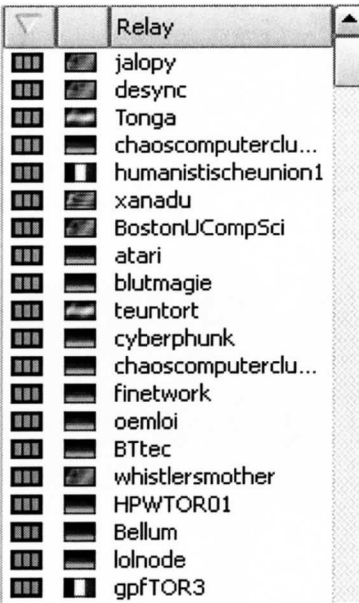 Relay
jalopy
desync
Tonga
chaoscomputerclu...
humanistischeunion1
xanadu
BostonUCompSci
atari
blutmagie
teuntort
cyberphunk
chaoscomputerclu...
finetwork
oemloi
BTtec
whistlersmother
HPWTOR01
Bellum
lolnode
gpfTOR3